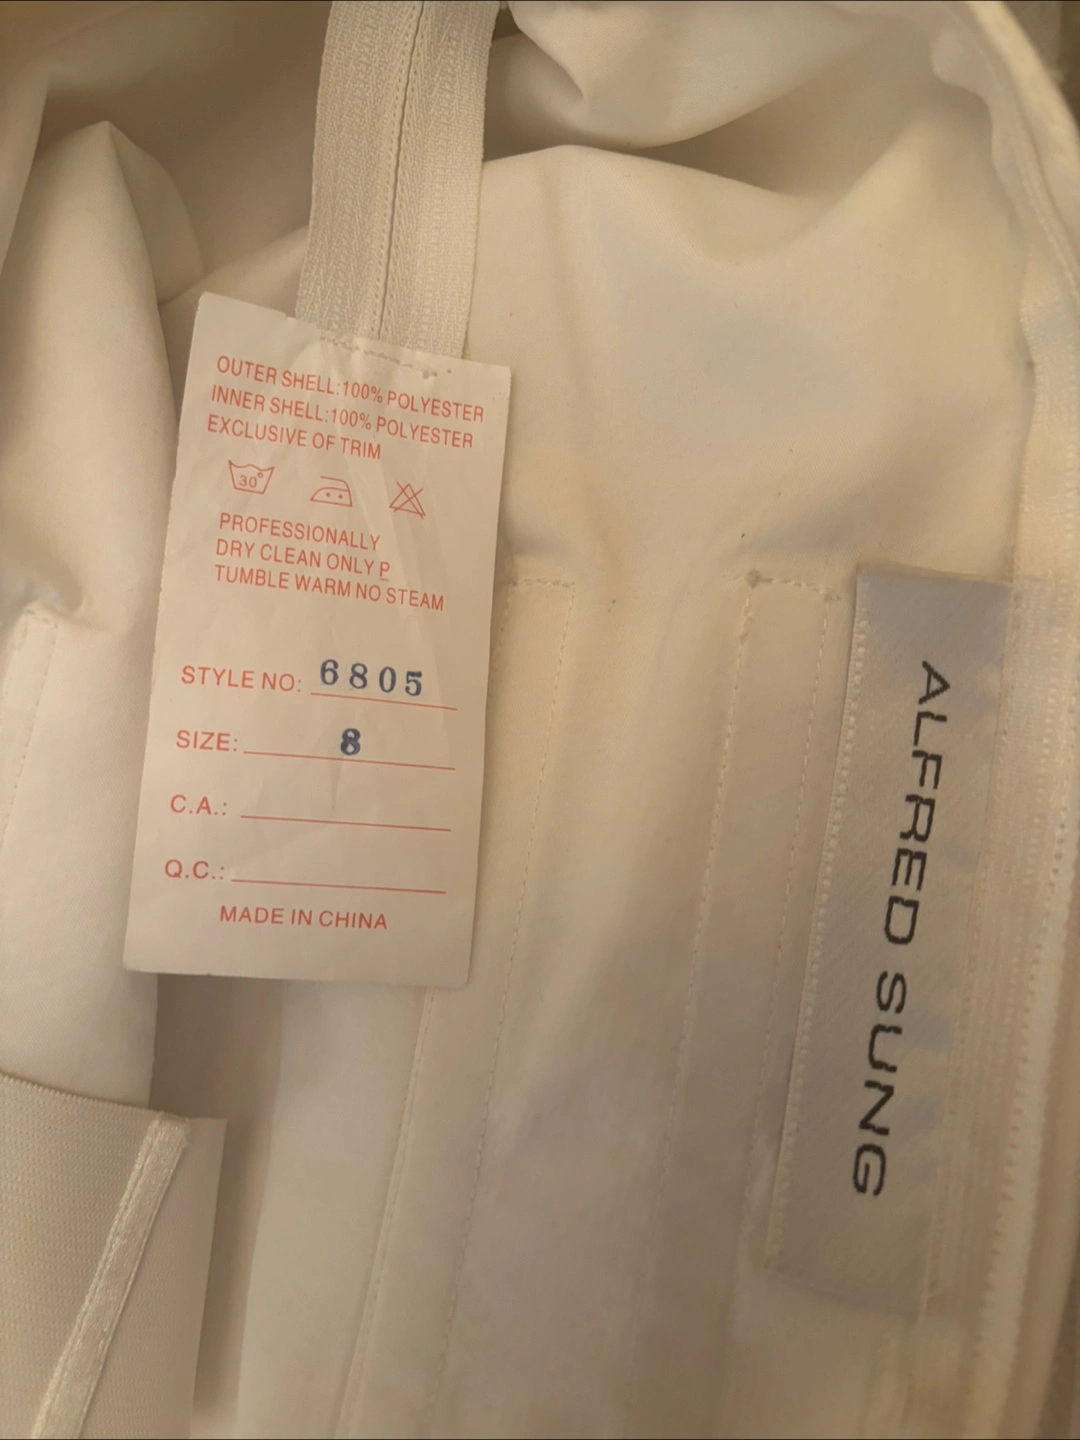 OUTER SHELL:100% POLYESTER
INNER SHELL:100% POLYESTER
EXCLUSIVE OF TRIM
30°
PROFESSIONALLY
DRY CLEAN ONLY P
TUMBLE WARM NO STEAM
STYLE NO: 6805
SIZE: 8
C.A.:
Q.C.:
MADE IN CHINA
ALFRED SUNG